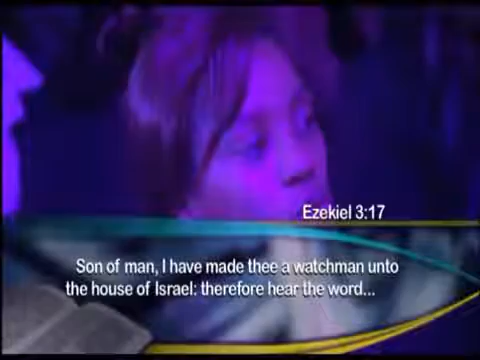 Ezekiel 3:17
Son of man, I have made thee a watchman unto
the house of Israel: therefore hear the word...